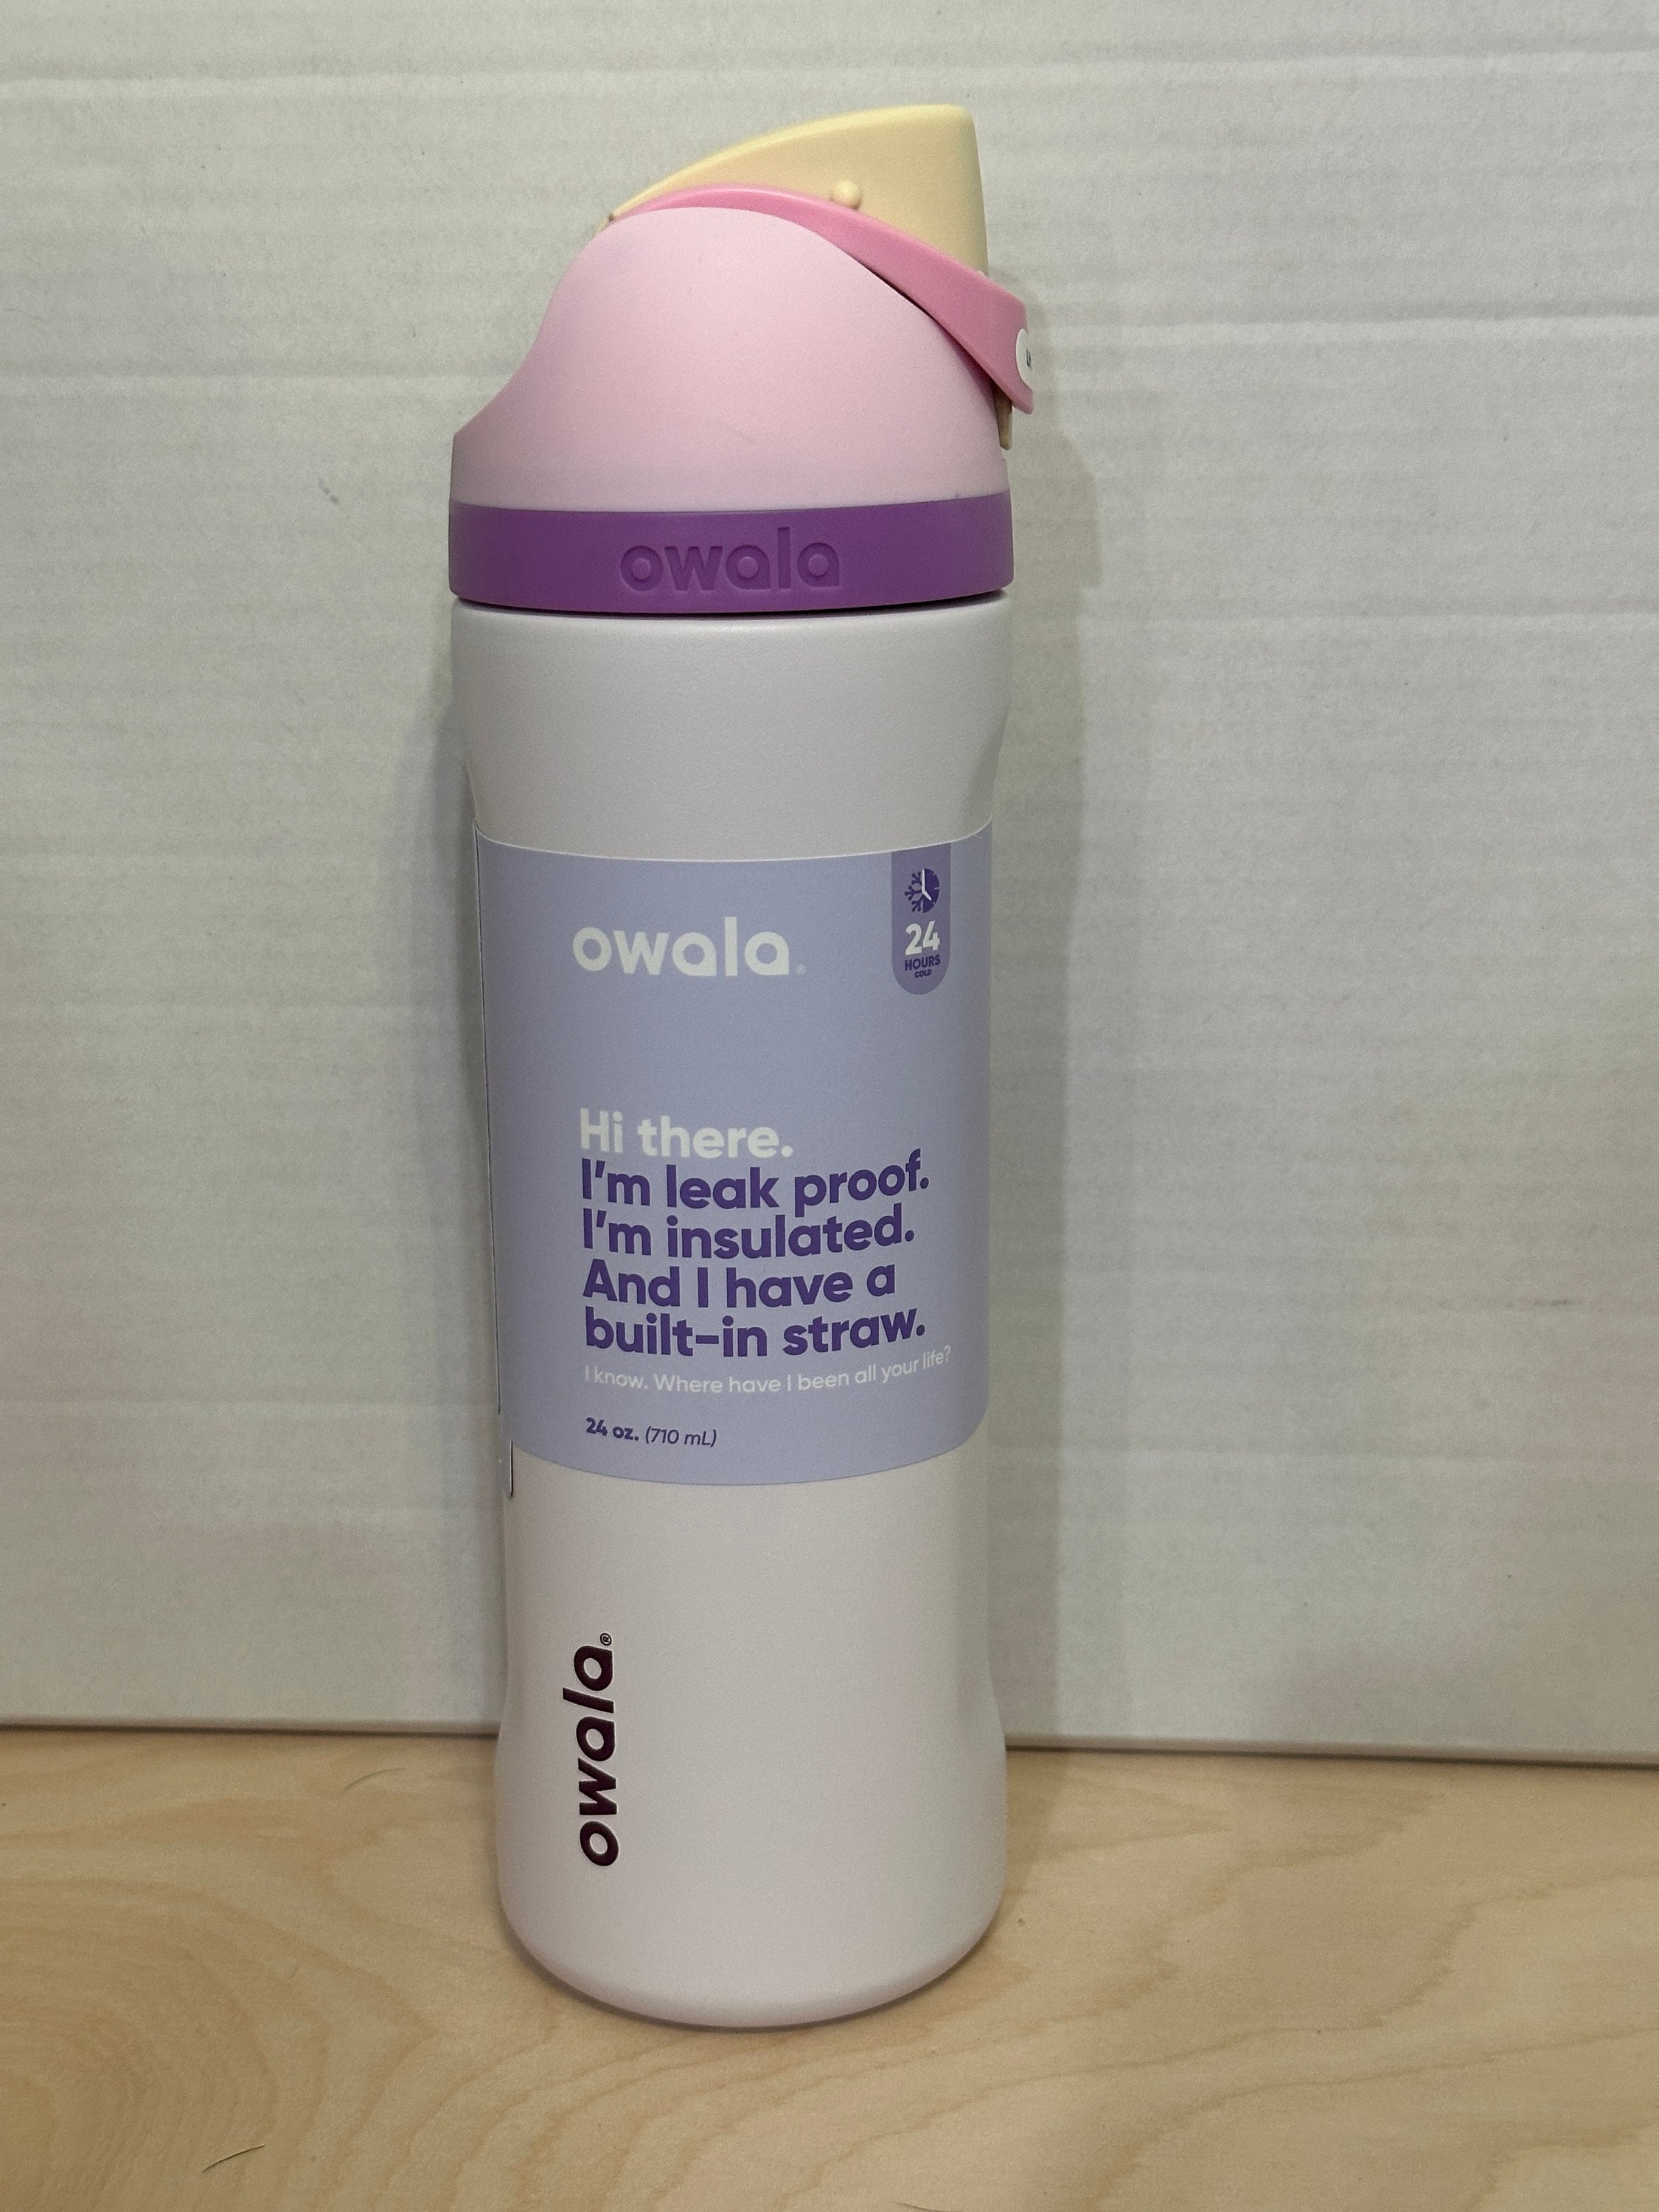 owala
owala®
24
HOURS
COLD
Hi there.
I'm leak proof.
I'm insulated.
And I have a
built-in straw.
I know. Where have I been all your life?
24 oz. (710 mL)
owala®